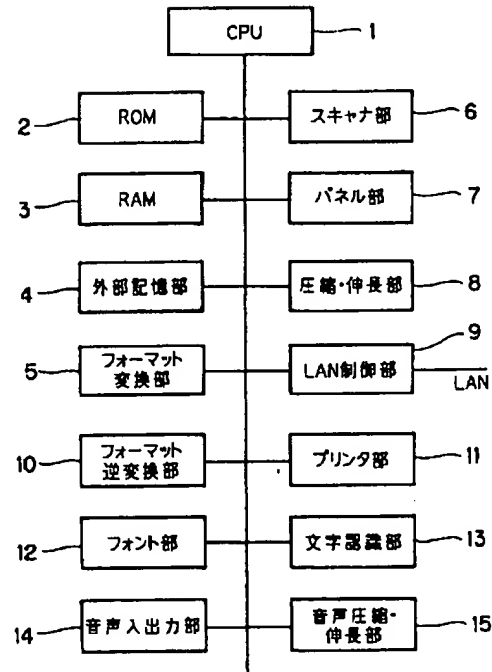 CPU
1
2
ROM
スキャナ部
6
3
RAM
パネル部
7
4
外部記憶部
圧縮・伸長部
8
5
フォーマット
変換部
LAN制御部
9
LAN
10
フォーマット
逆変換部
プリンタ部
11
12
フォント部
文字認識部
13
14
音声入出力部
音声圧縮・
伸長部
15